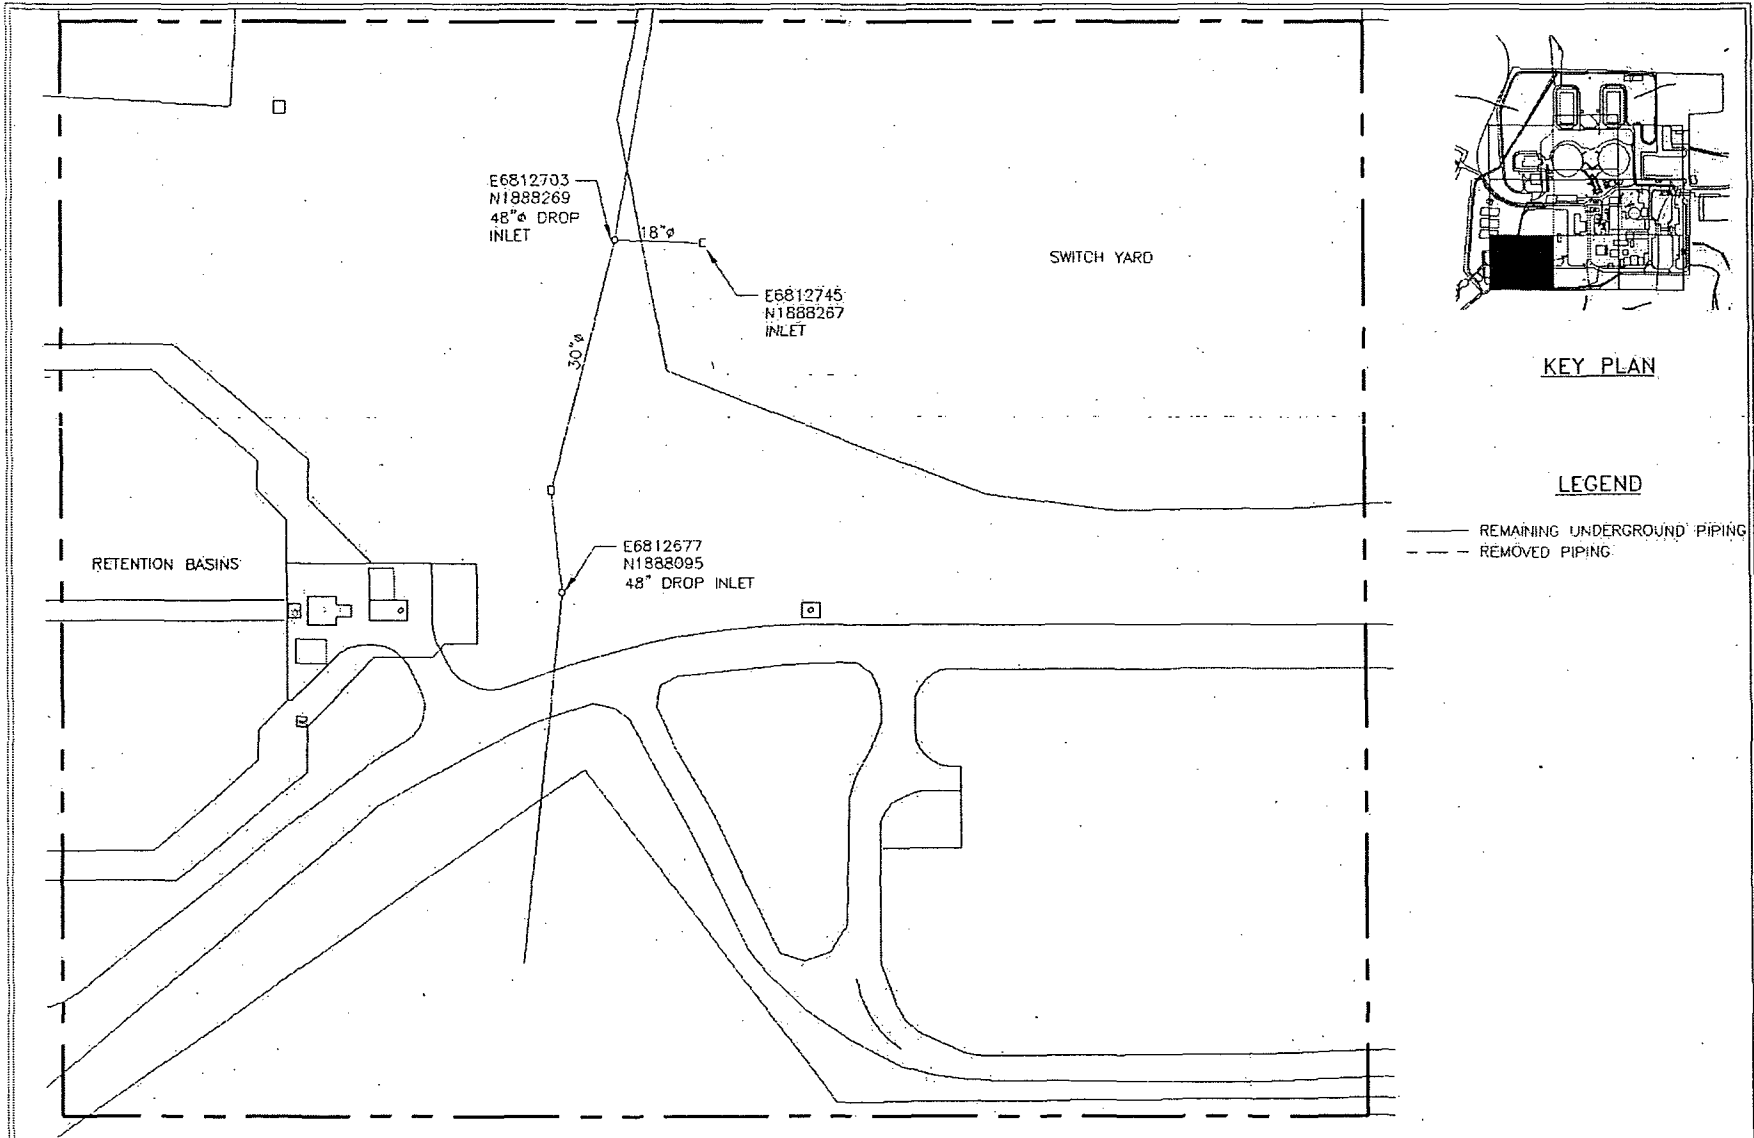 E6812703
N1888269
48"ø DROP
INLET
18"ø
SWITCH YARD
E6812745
N1888267
INLET
30"ø
KEY PLAN
LEGEND
REMAINING UNDERGROUND PIPING
REMOVED PIPING
E6812677
N1888095
48" DROP INLET
RETENTION BASINS